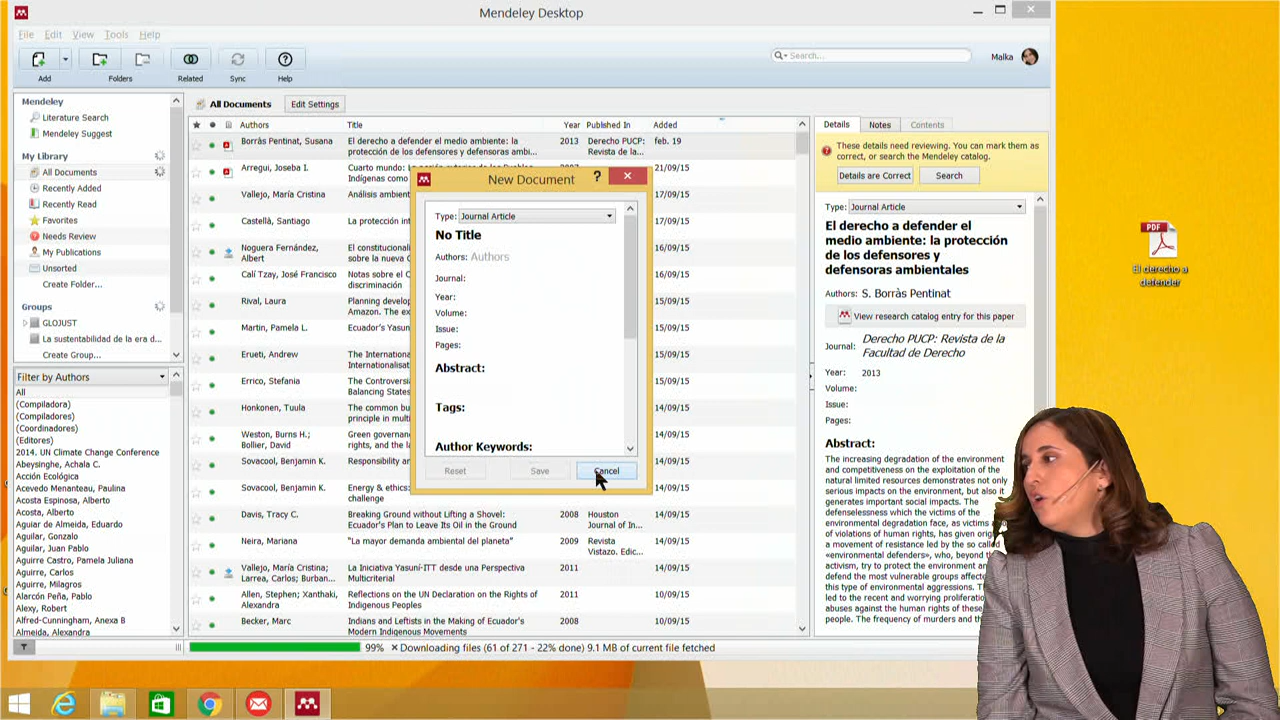 Mendeley Desktop
File Edit View Tools Help
Search...
Malka
Add Folders Related Sync Help
Mendeley
Literature Search
Mendeley Suggest
My Library
All Documents
Recently Added
Recently Read
Favorites
Needs Review
My Publications
Unsorted
Create Folder...
Groups
GLOJUST
La sustentabilidad de la era d...
Create Group...
Filter by Authors
All
(Compiladora)
(Compiladores)
(Coordinadores)
(Editores)
2014. UN Climate Change Conference
Abeysinghe, Achala C.
Acción Ecológica
Acevedo Menanteau, Paulina
Acosta Espinosa, Alberto
Acosta, Alberto
Aguiar de Almeida, Eduardo
Aguilar, Gonzalo
Aguilar, Juan Pablo
Aguirre Castro, Pamela Juliana
Aguirre, Carlos
Aguirre, Milagros
Alarcón Peña, Pablo
Alexy, Robert
Alfred-Cunningham, Anexa B
Almeida, Alexandra
All Documents Edit Settings
Authors Title Year Published In Added
Borràs Pentinat, Susana El derecho a defender el medio ambiente: la 2013 Derecho PUCP: feb. 19
protección de los defensores y defensoras ambi... Revista de la...
Arregui, Joseba I. 21/09/15
Indígenas como
Vallejo, María Cristina Análisis ambient 17/09/15
Castellà, Santiago La protección int 17/09/15
Noguera Fernández, El constitucional 16/09/15
Albert sobre la nueva C
Calí Tzay, José Francisco Notas sobre el C 16/09/15
discriminación
Rival, Laura Planning develop 15/09/15
Amazon. The ex
Martin, Pamela L. Ecuador's Yasun 15/09/15
Erueti, Andrew The Internationa 15/09/15
Internationalisat
Errico, Stefania The Controversi 15/09/15
Balancing States
Honkonen, Tuula The common bu 14/09/15
principle in multi
Weston, Burns H.; Green governan 14/09/15
Bollier, David rights, and the la
Sovacool, Benjamin K. Responsibility an 14/09/15
Sovacool, Benjamin K. Energy & ethics: 14/09/15
challenge
Davis, Tracy C. Breaking Ground without Lifting a Shovel: 2008 Houston 14/09/15
Ecuador's Plan to Leave Its Oil in the Ground Journal of In...
Neira, Mariana "La mayor demanda ambiental del planeta" 2009 Revista 14/09/15
Vistazo. Edic...
Vallejo, María Cristina; La Iniciativa Yasuní-ITT desde una Perspectiva 2011 14/09/15
Larrea, Carlos; Burban... Multicriterial
Allen, Stephen; Xanthaki, Reflections on the UN Declaration on the Rights of 2011 10/09/15
Alexandra Indigenous Peoples
Becker, Marc Indians and Leftists in the Making of Ecuador's 2008 10/09/15
Modern Indigenous Movements
99% Downloading files (61 of 271 - 22% done) 9.1 MB of current file fetched
New Document ?
Type: Journal Article
No Title
Authors: Authors
Journal:
Year:
Volume:
Issue:
Pages:
Abstract:
Tags:
Author Keywords:
Reset Save Cancel
Details Notes Contents
These details need reviewing. You can mark them as
correct, or search the Mendeley catalog.
Details are Correct Search
Type: Journal Article
El derecho a defender el
medio ambiente: la protección
de los defensores y
defensoras ambientales
Authors: S. Borràs Pentinat
View research catalog entry for this paper
Journal: Derecho PUCP: Revista de la
Facultad de Derecho
Year: 2013
Volume:
Issue:
Pages:
Abstract:
The increasing degradation of the environment
and competitiveness on the exploitation of the
natural limited resources demonstrates not only
serious impacts on the environment, but also it
generates important social impacts. The
defenselessness which the victims of the
environmental degradation face, as victims
of violations of human rights, has given origin
a movement of resistance led by the so called
«environmental defenders», who, beyond
activism, try to protect the environment and
defend the most vulnerable groups
this type of environmental aggressions.
led to the recent and worrying
abuses against the human rights of these
people. The frequency of murders and
PDF
El derecho a
defender